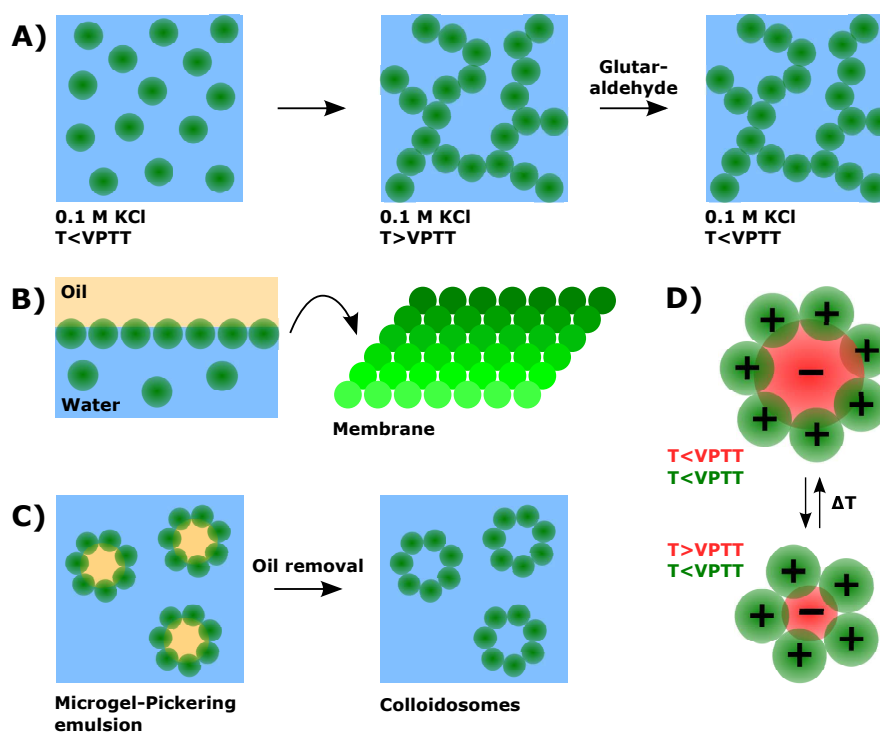 A)
Glutar-
aldehyde
0.1 M KCl
T<VPTT
0.1 M KCl
T>VPTT
0.1 M KCl
T<VPTT
B)
Oil
Water
Membrane
C)
Oil removal
Microgel-Pickering
emulsion
Colloidosomes
D)
+
+
+
+
+
+
+
−
T<VPTT
T<VPTT
ΔT
T>VPTT
T<VPTT
+
+
+
+
+
−